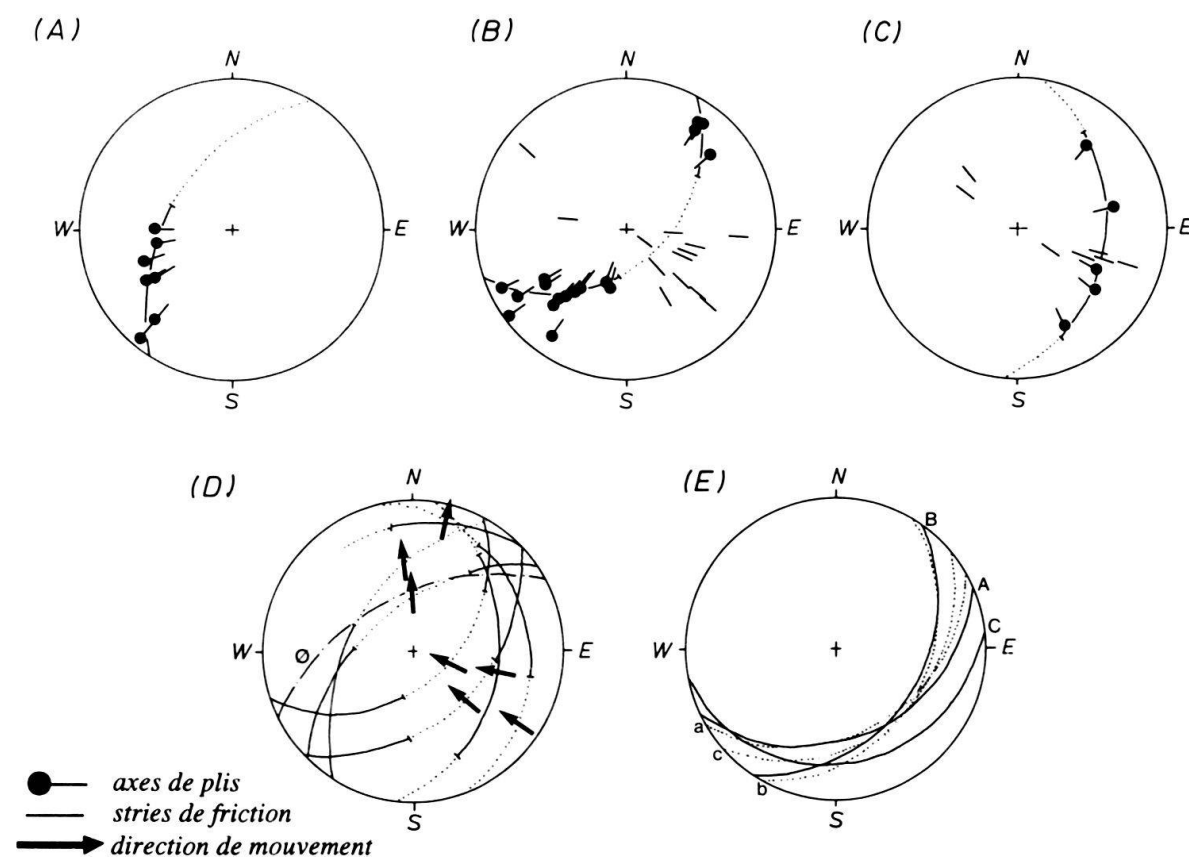 (A)
(B)
(C)
N
N
N
W
E
W
E
W
E
S
S
S
(D)
(E)
N
N
W
Ø
E
W
E
B
A
C
a
c
b
S
S
axes de plis
stries de friction
direction de mouvement